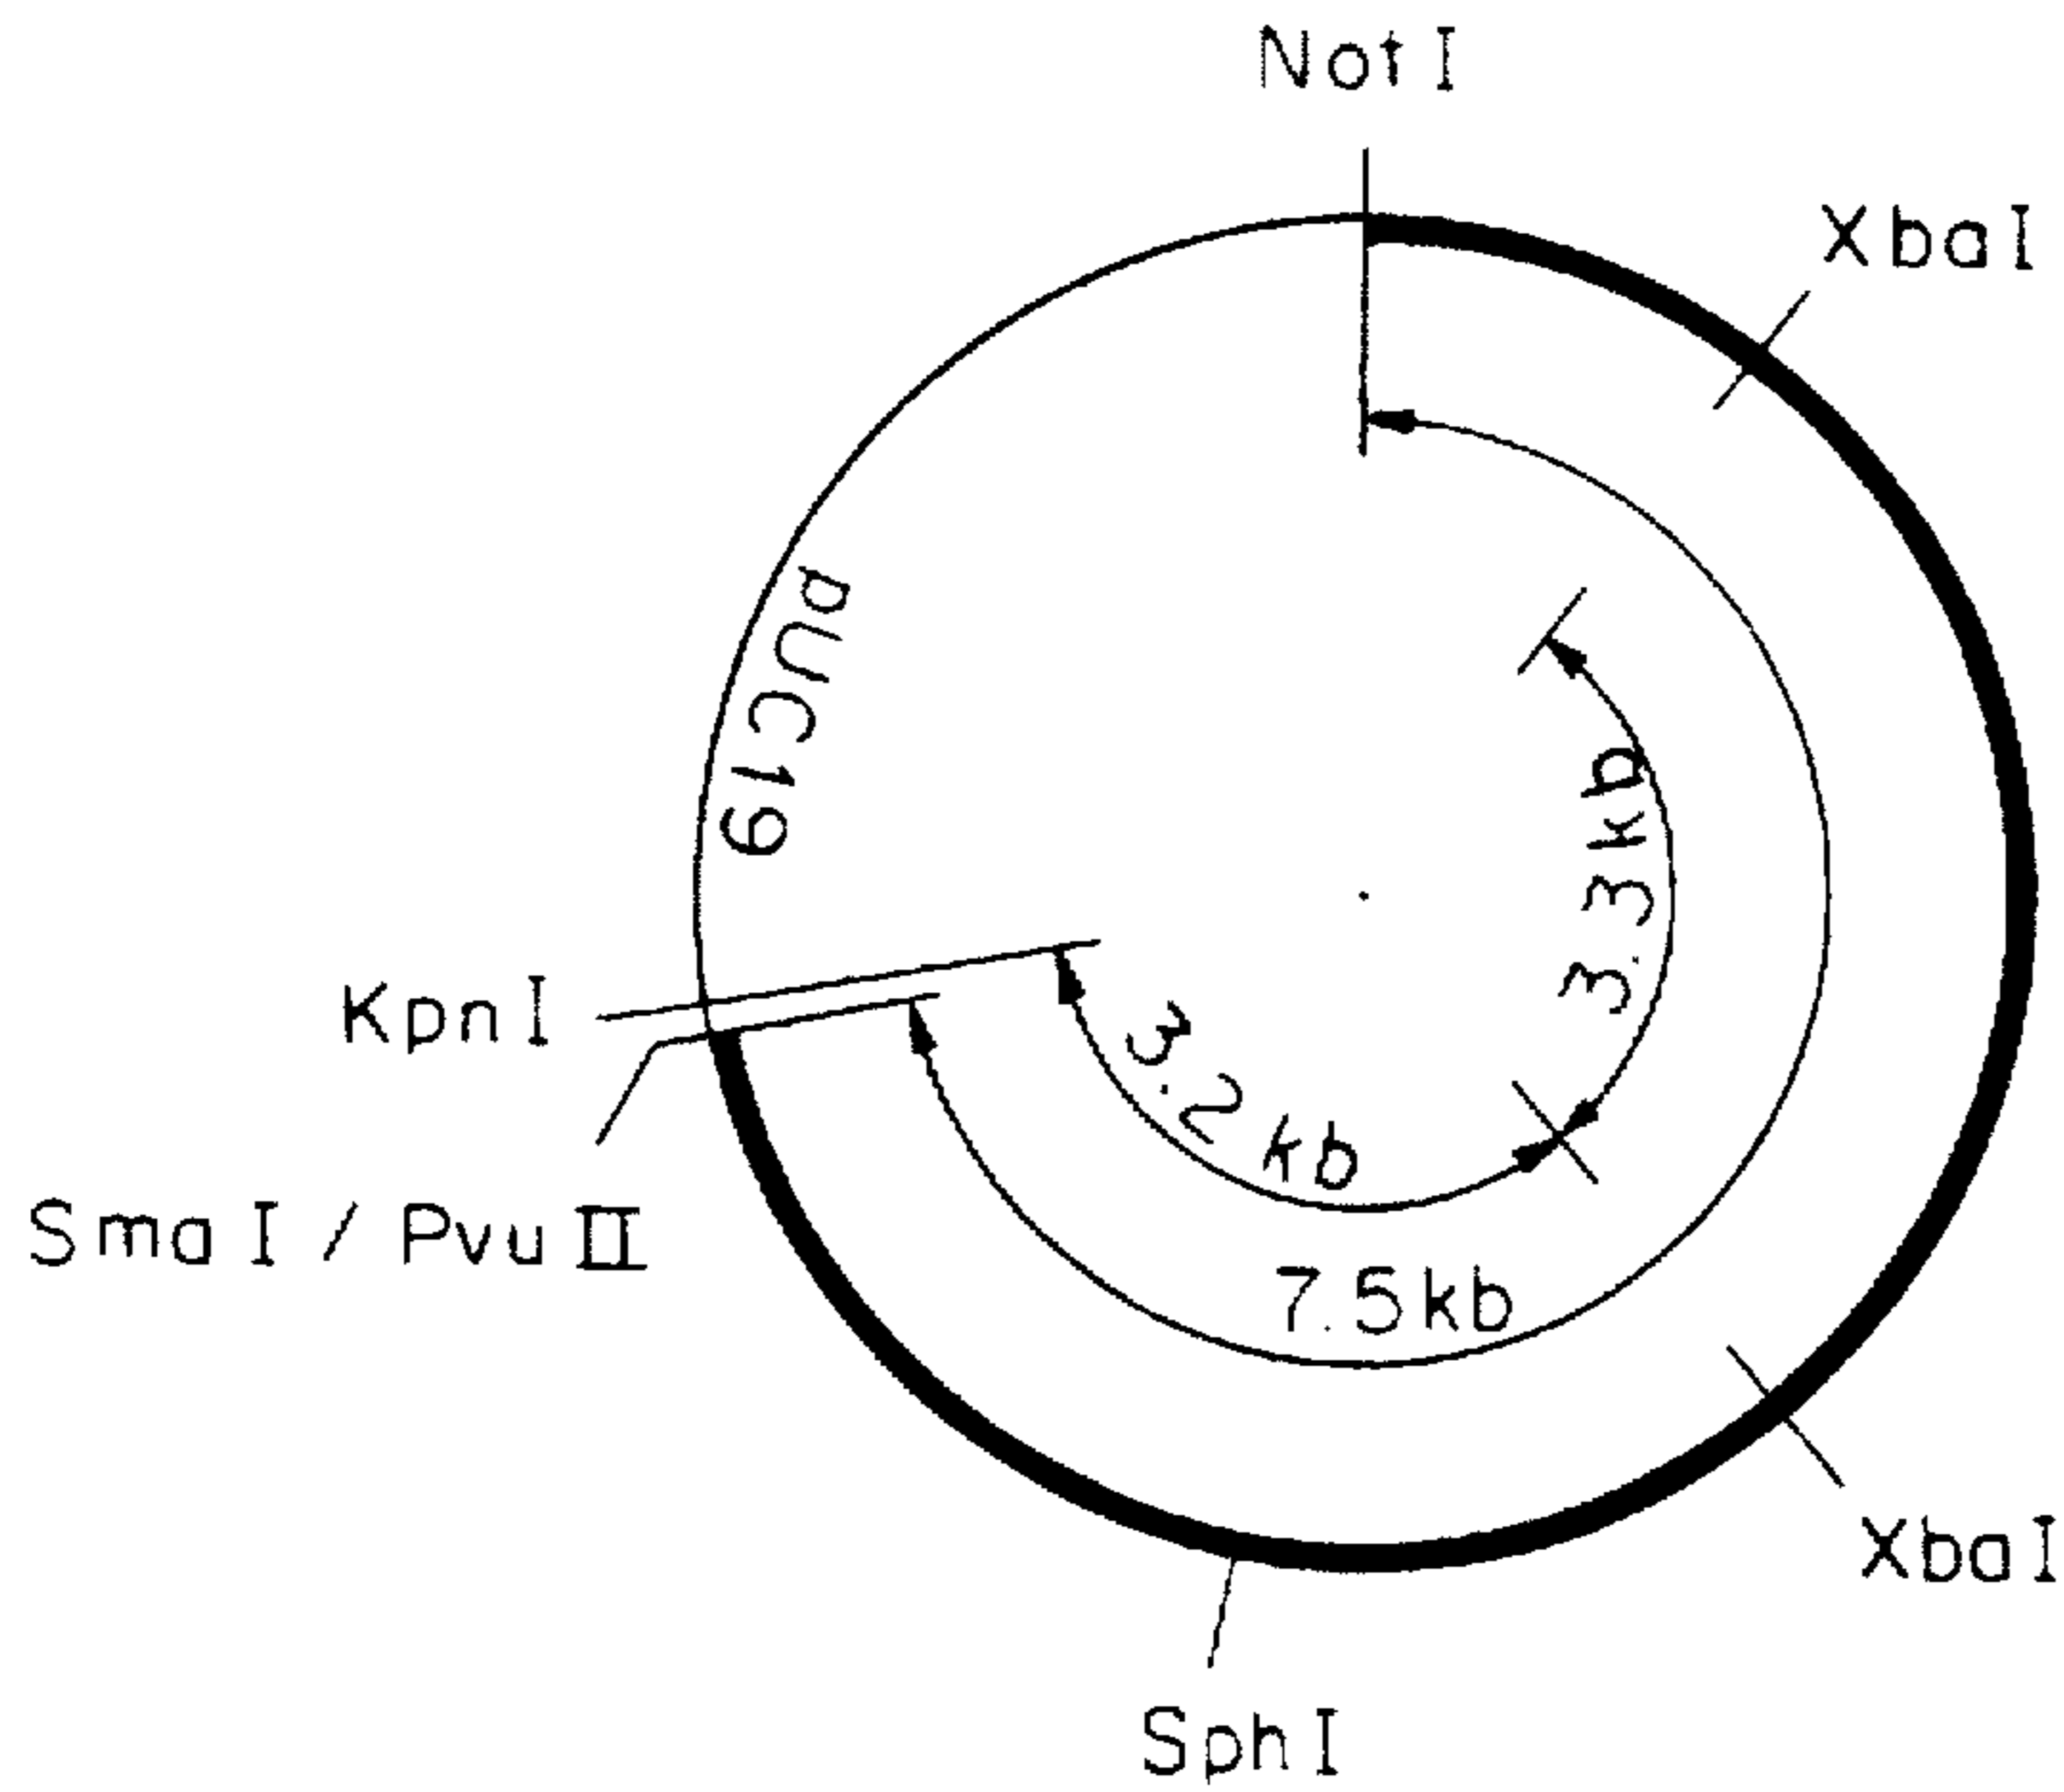 NotI
XbaI
pUC19
3.3kb
KpnI
3.2kb
SmaI/PvuII
7.5kb
XbaI
SphI